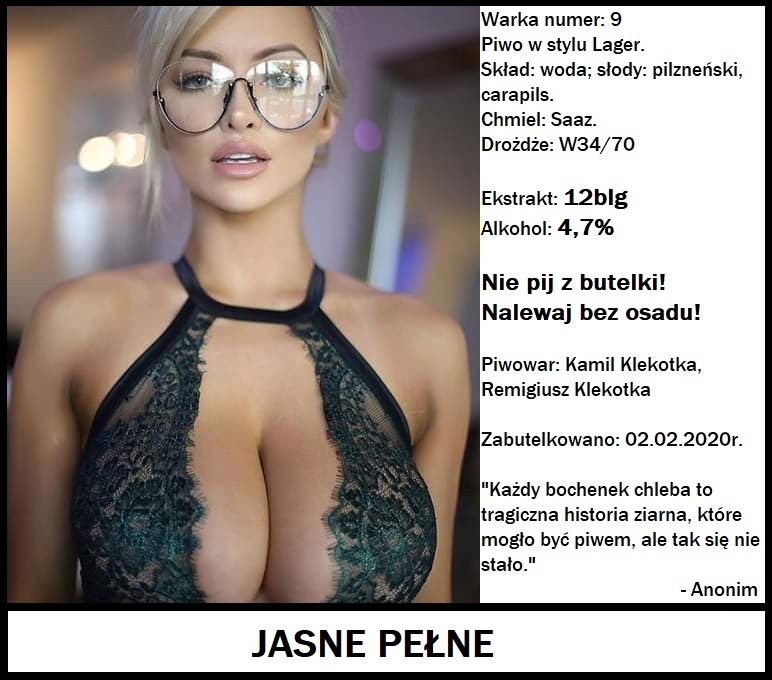 Warka numer: 9
Piwo w stylu Lager.
Skład: woda; słody: pilzneński,
carapils.
Chmiel: Saaz.
Drożdże: W34/70
Ekstrakt: 12blg
Alkohol: 4,7%
Nie pij z butelki!
Nalewaj bez osadu!
Piwowar: Kamil Klekotka,
Remigiusz Klekotka
Zabutelkowano: 02.02.2020r.
"Każdy bochenek chleba to
tragiczna historia ziarna, które
mogło być piwem, ale tak się nie
stało."
- Anonim
JASNE PEŁNE